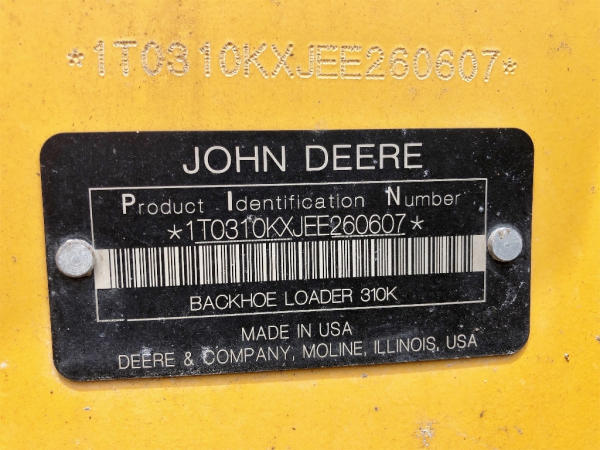 *1T0310KXJEE260607*
JOHN DEERE
Product Identification Number
*1T0310KXJEE260607*
BACKHOE LOADER 310K
MADE IN USA
DEERE & COMPANY, MOLINE, ILLINOIS, USA